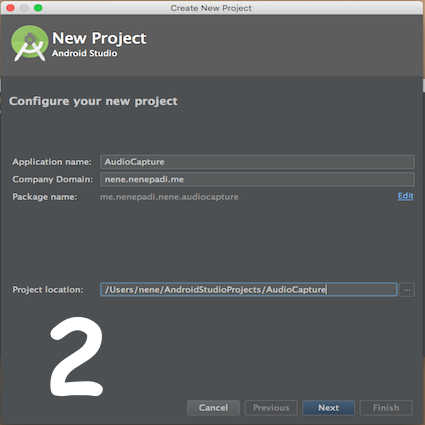 Create New Project
New Project
Android Studio
Configure your new project
Application name: AudioCapture
Company Domain: nene.nenepadi.me
Package name: me.nenepadi.nene.audiocapture Edit
Project location: /Users/nene/AndroidStudioProjects/AudioCapture ...
2
Cancel Previous Next Finish